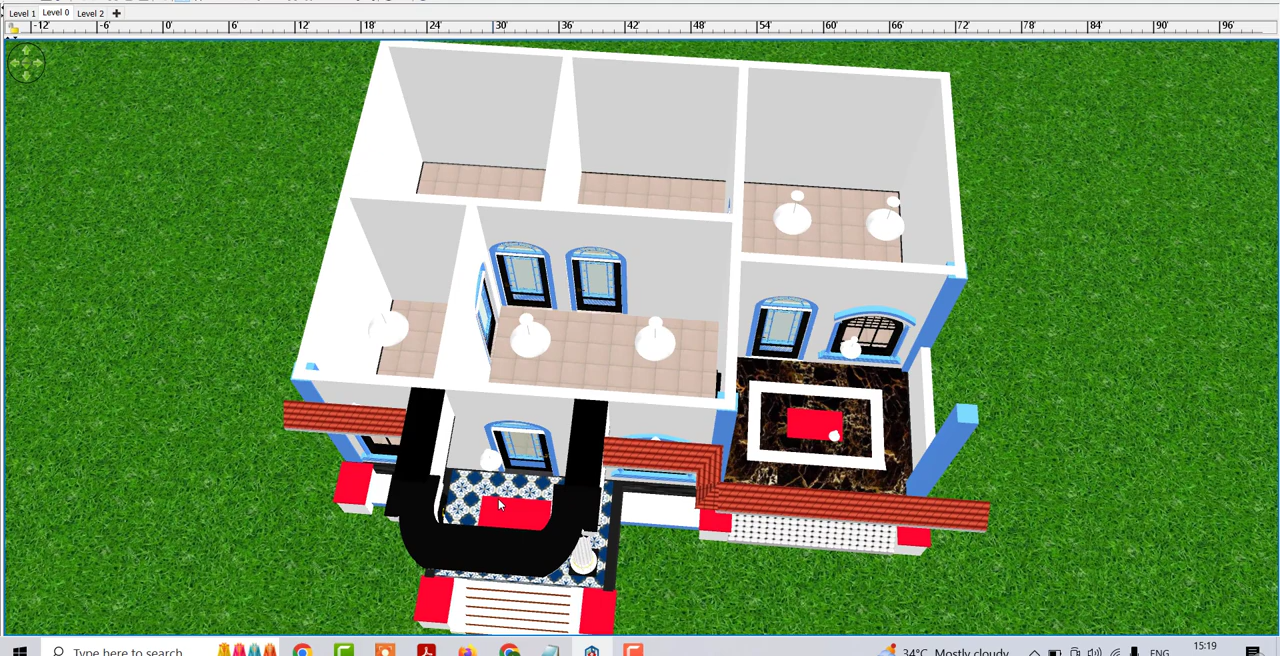 Level 1 Level 0 Level 2
-12' -6' 0' 6' 12' 18' 24' 30' 36' 42' 48' 54' 60' 66' 72' 78' 84' 90' 96'
Type here to search 34°C Mostly cloudy ENG 15:19